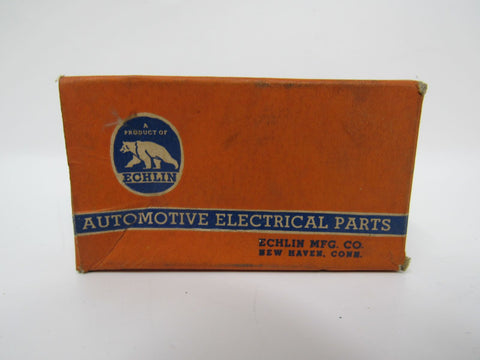 A
PRODUCT OF
ECHLIN
AUTOMOTIVE ELECTRICAL PARTS
ECHLIN MFG. CO.
NEW HAVEN, CONN.